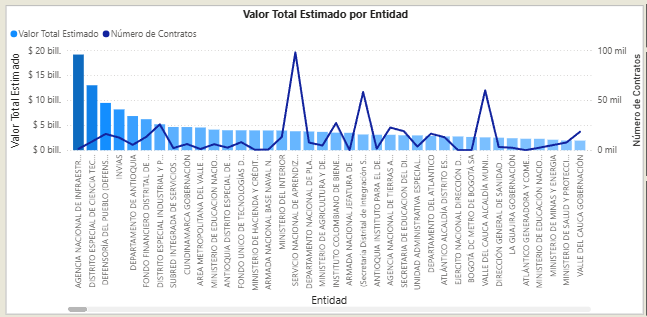 Valor Total Estimado por Entidad
Valor Total Estimado Número de Contratos
$ 20 bill.
$ 15 bill.
$ 10 bill.
$ 5 bill.
$ 0 bill.
Valor Total Estimado
100 mil
50 mil
0 mil
Número de Contratos
AGENCIA NACIONAL DE INFRAESTR...
DISTRITO ESPECIAL DE CIENCIA TEC...
DEFENSORÍA DEL PUEBLO (DEFENS...
INVIAS
DEPARTAMENTO DE ANTIOQUIA
FONDO FINANCIERO DISTRITAL DE ...
DISTRITO ESPECIAL INDUSTRIAL Y P...
SUBRED INTEGRADA DE SERVICIOS...
CUNDINAMARCA GOBERNACIÓN
AREA METROPOLITANA DEL VALLE ...
MINISTERIO DE EDUCACION NACIO...
ANTIOQUIA DISTRITO ESPECIAL DE ...
FONDO UNICO DE TECNOLOGIAS D...
MINISTERIO DE HACIENDA Y CRÉDIT...
ARMADA NACIONAL BASE NAVAL N...
MINISTERIO DEL INTERIOR
SERVICIO NACIONAL DE APRENDIZ...
DEPARTAMENTO NACIONAL DE PLA...
MINISTERIO DE AGRICULTURA Y DE...
INSTITUTO COLOMBIANO DE BIENE...
ARMADA NACIONAL JEFATURA DE ...
(Secretaría Distrital de Integración S...
ANTIOQUIA INSTITUTO PARA EL DE...
AGENCIA NACIONAL DE TIERRAS A...
SECRETARIA DE EDUCACION DEL DI...
UNIDAD ADMINISTRATIVA ESPECIAL...
DEPARTAMENTO DEL ATLANTICO
ATLÁNTICO ALCALDÍA DISTRITO ES...
EJERCITO NACIONAL DIRECCIÓN D...
BOGOTÁ DC METRO DE BOGOTÁ SA
VALLE DEL CAUCA ALCALDÍA MUNI...
DIRECCIÓN GENERAL DE SANIDAD...
LA GUAJIRA GOBERNACIÓN
ATLÁNTICO GENERADORA Y COME...
MINISTERIO DE EDUCACIÓN NACIO...
MINISTERIO DE MINAS Y ENERGIA
MINISTERIO DE SALUD Y PROTECCI...
VALLE DEL CAUCA GOBERNACIÓN
Entidad